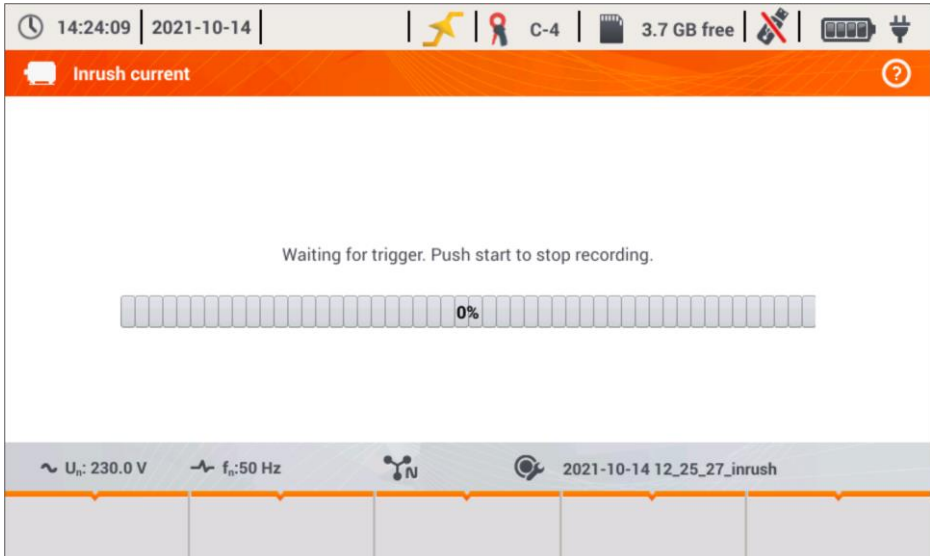 14:24:09 2021-10-14 C-4 3.7 GB free
Inrush current ?
Waiting for trigger. Push start to stop recording.
0%
Uₙ: 230.0 V fₙ:50 Hz N 2021-10-14 12_25_27_inrush